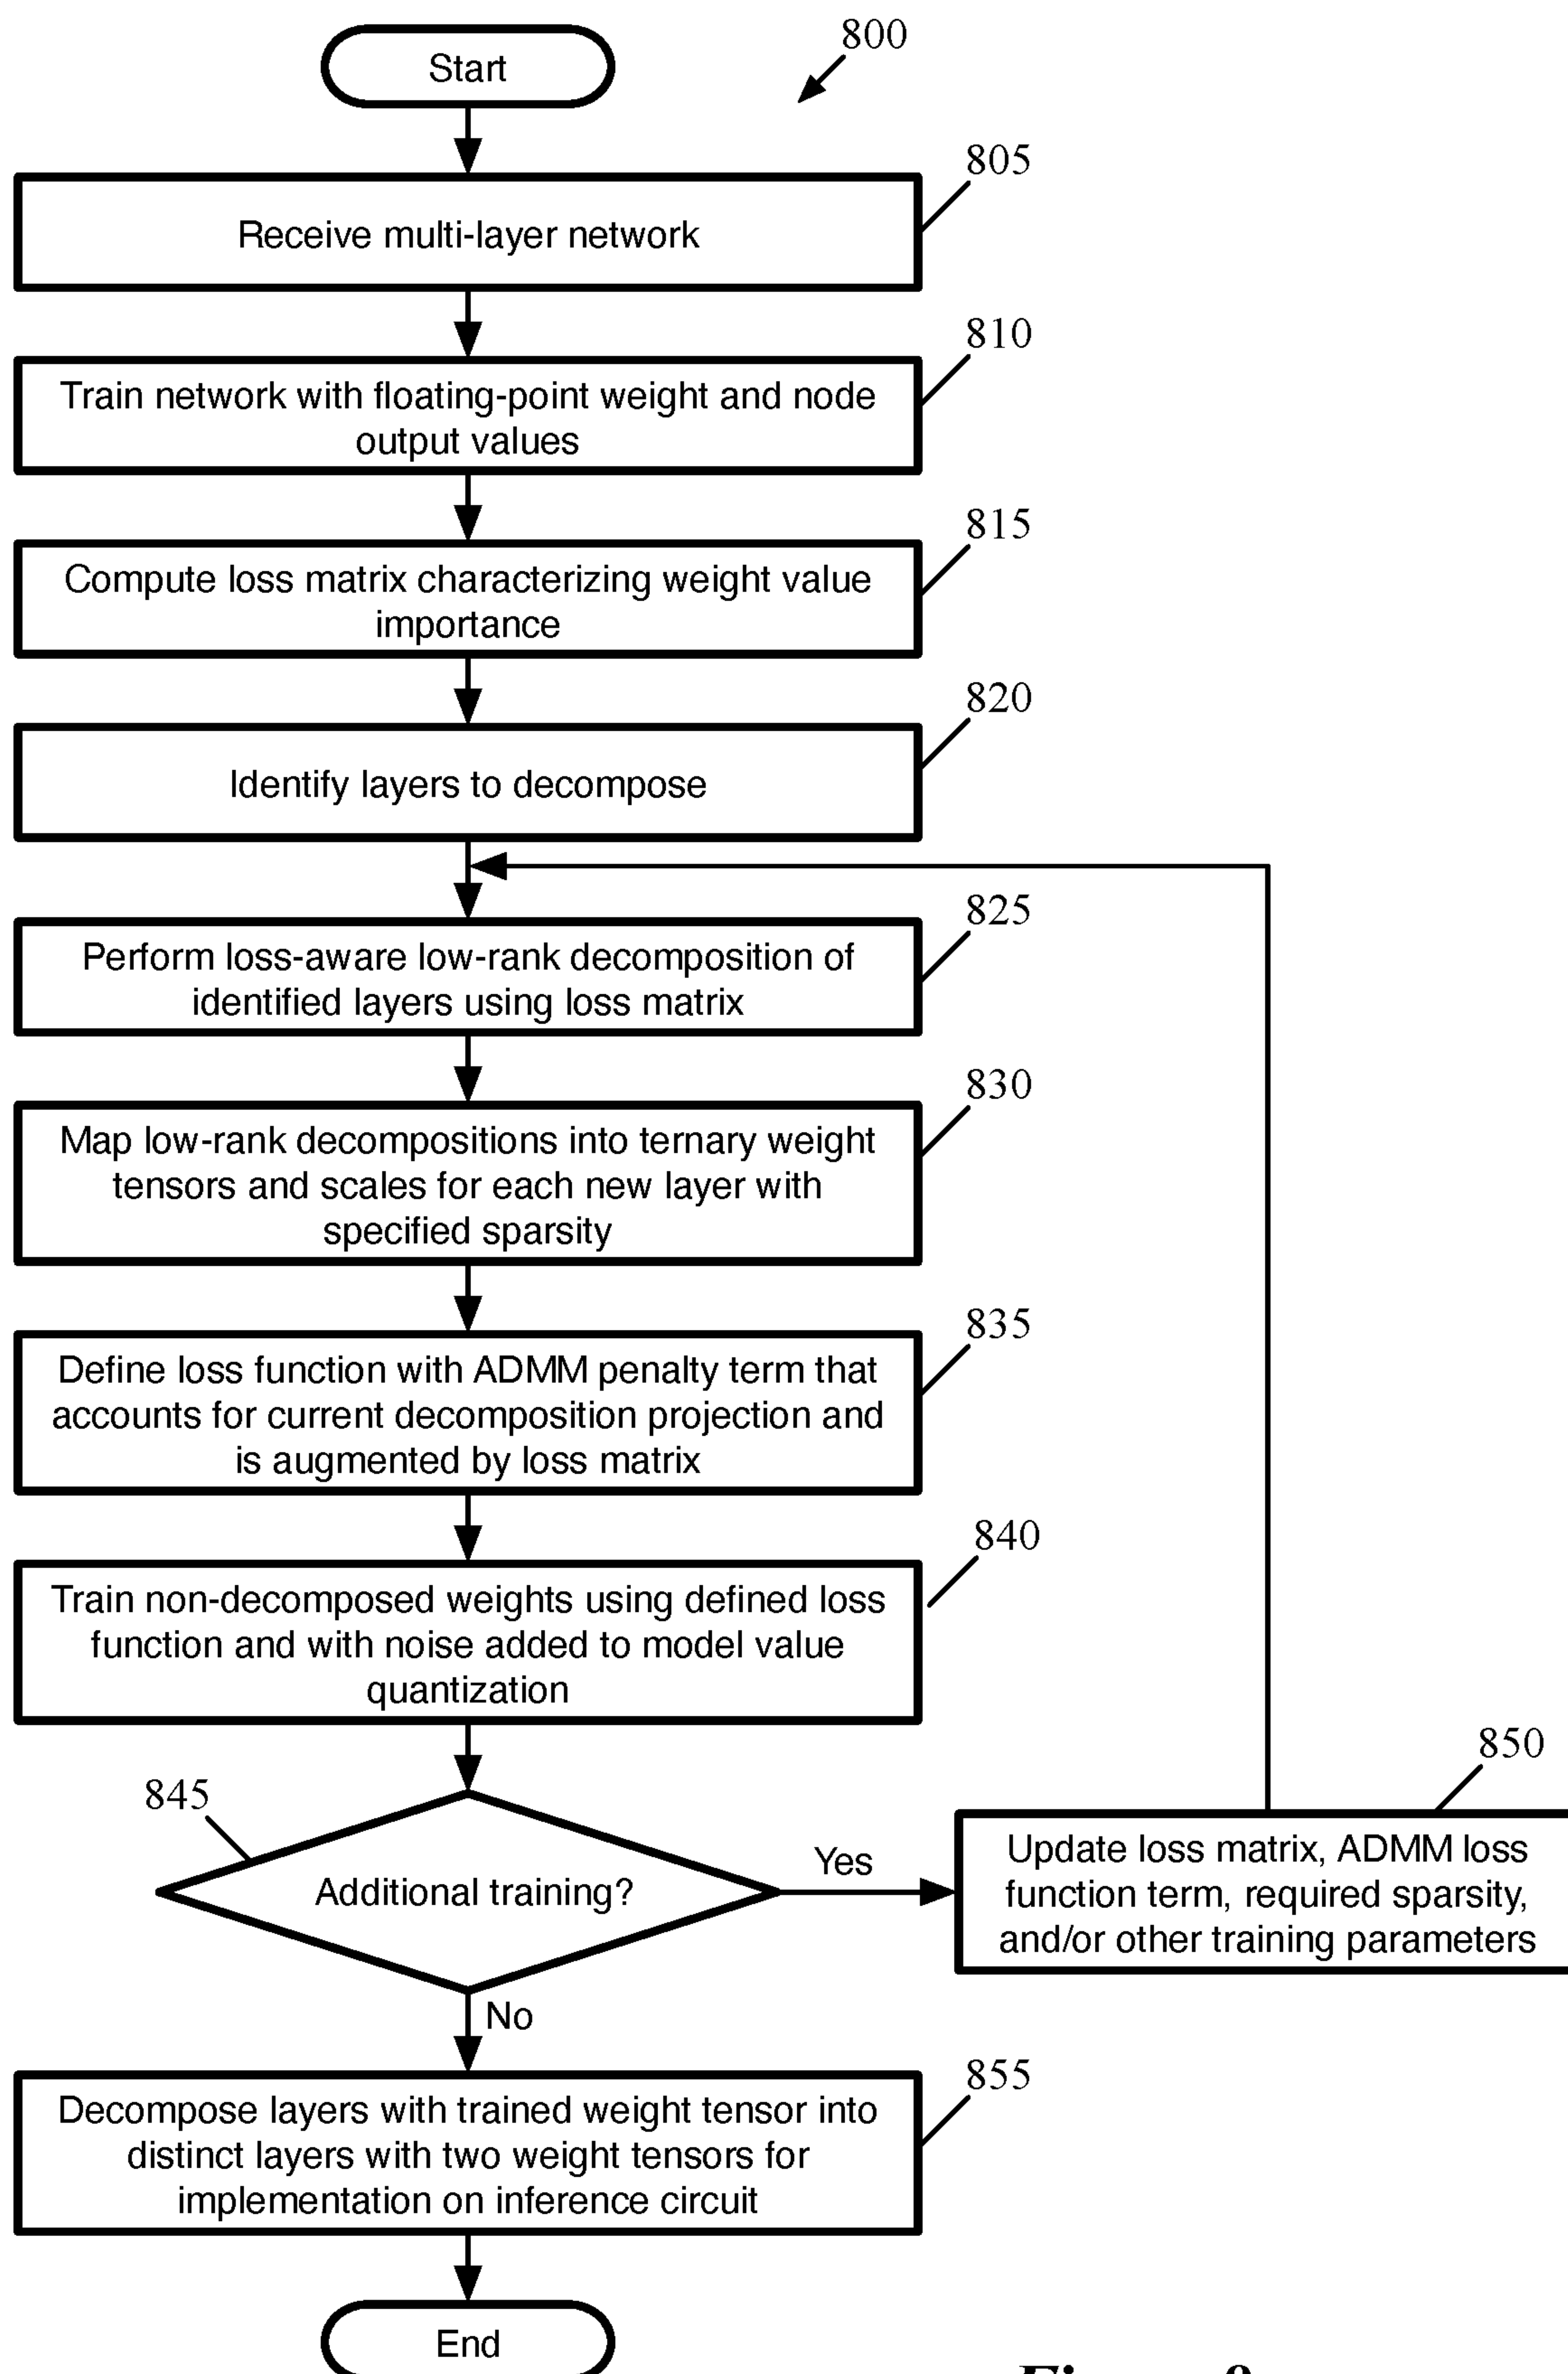 800
Start
805
Receive multi-layer network
810
Train network with floating-point weight and node
output values
815
Compute loss matrix characterizing weight value
importance
820
Identify layers to decompose
825
Perform loss-aware low-rank decomposition of
identified layers using loss matrix
830
Map low-rank decompositions into ternary weight
tensors and scales for each new layer with
specified sparsity
835
Define loss function with ADMM penalty term that
accounts for current decomposition projection and
is augmented by loss matrix
840
Train non-decomposed weights using defined loss
function and with noise added to model value
quantization
845
Additional training?
Yes
850
Update loss matrix, ADMM loss
function term, required sparsity,
and/or other training parameters
No
855
Decompose layers with trained weight tensor into
distinct layers with two weight tensors for
implementation on inference circuit
End